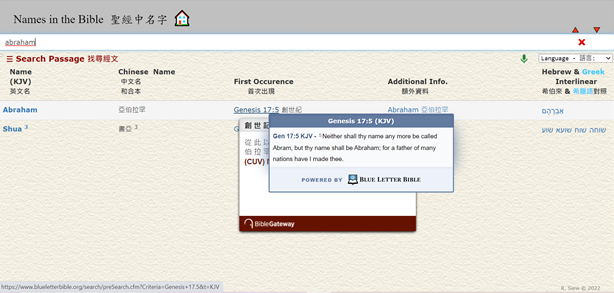 Names in the Bible 聖經中名字
abraham
☰ Search Passage 找尋經文
Language - 語言:
Name
(KJV)
英文名
Chinese Name
中文名
和合本
First Occurence
首次出現
Additional Info.
額外資料
Hebrew & Greek
Interlinear
希伯來 & 希臘語對照
Abraham 亞伯拉罕 Genesis 17:5 創世紀 Abraham 亞伯拉罕 אַבְרָהָם
Shua 3 書亞 3 G שוחה שוח שועא שוע
創世紀
從此以
伯拉罕
(CUV)
Genesis 17:5 (KJV)
Gen 17:5 KJV - 5Neither shall thy name any more be called
Abram, but thy name shall be Abraham; for a father of many
nations have I made thee.
POWERED BY BLUE LETTER BIBLE
BibleGateway
https://www.blueletterbible.org/search/preSearch.cfm?Criteria=Genesis+17.5&t=KJV
© 2022